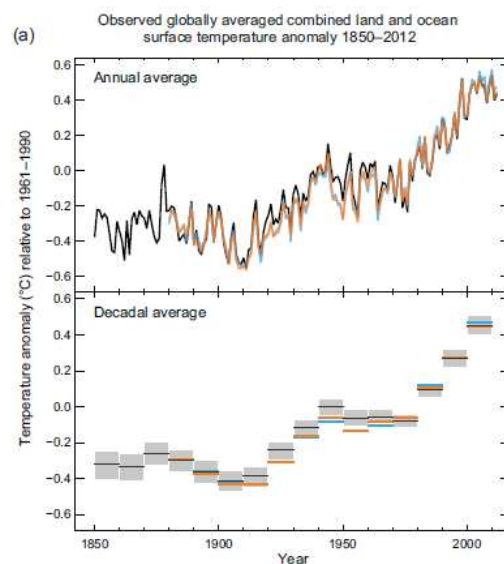 Observed globally averaged combined land and ocean
(a)
surface temperature anomaly 1850–2012
0.6
Annual average
0.4
0.2
0.0
−0.2
−0.4
−0.6
Temperature anomaly (°C) relative to 1961–1990
0.6
Decadal average
0.4
0.2
0.0
−0.2
−0.4
−0.6
1850
1900
1950
2000
Year